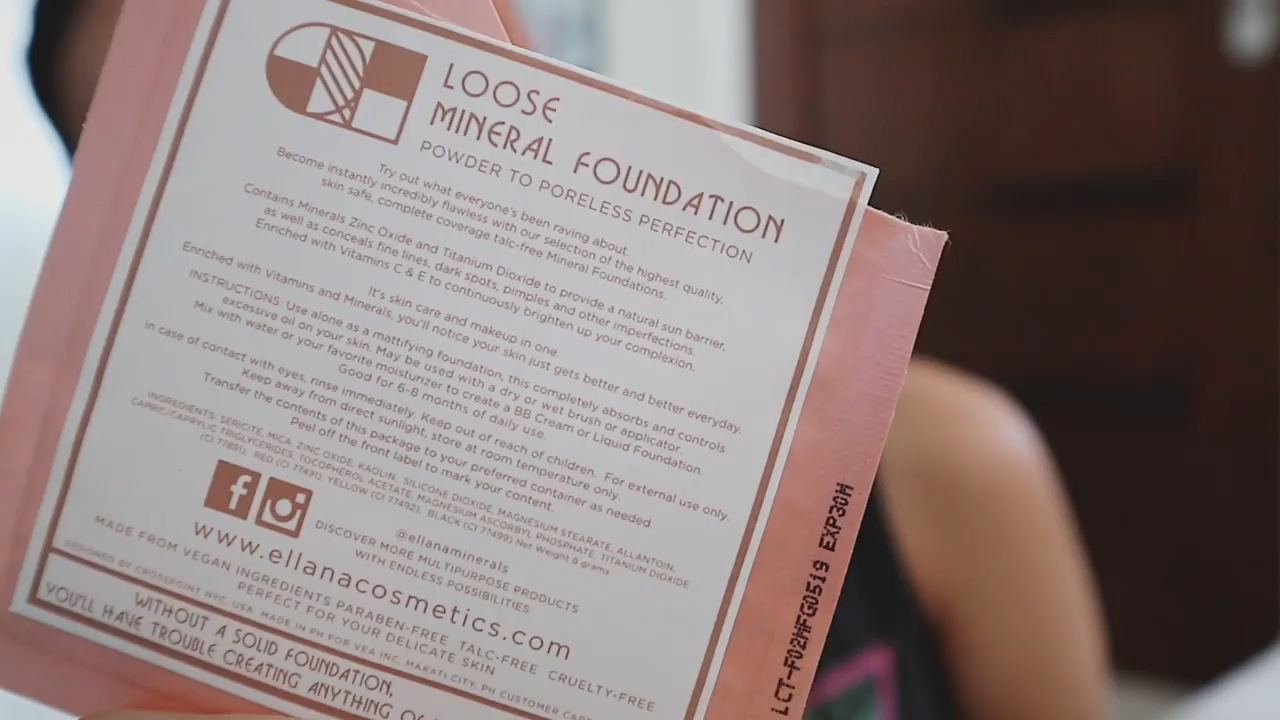 LOOSE
MINERAL FOUNDATION
POWDER TO PORELESS PERFECTION
Try out what everyone's been raving about.
Become instantly incredibly flawless with our selection of the highest quality,
skin safe, complete coverage talc-free Mineral Foundations.
Contains Minerals Zinc Oxide and Titanium Dioxide to provide a natural sun barrier,
as well as conceals fine lines, dark spots, pimples and other imperfections.
Enriched with Vitamins C & E to continuously brighten up your complexion.
It's skin care and makeup in one.
Enriched with Vitamins and Minerals, you'll notice your skin just gets better and better everyday.
INSTRUCTIONS: Use alone as a mattifying foundation, this completely absorbs and controls
excessive oil on your skin. May be used with a dry or wet brush or applicator.
Mix with water or your favorite moisturizer to create a BB Cream or Liquid Foundation.
Good for 6-8 months of daily use.
In case of contact with eyes, rinse immediately. Keep out of reach of children. For external use only.
Keep away from direct sunlight, store at room temperature only.
Transfer the contents of this package to your preferred container as needed.
Peel off the front label to mark your content.
INGREDIENTS: SERICITE, MICA, ZINC OXIDE, KAOLIN, SILICONE DIOXIDE, MAGNESIUM STEARATE, ALLANTOIN,
CAPRIC/CAPRYLIC TRIGLYCERIDES, TOCOPHEROL ACETATE, MAGNESIUM ASCORBYL PHOSPHATE, TITANIUM DIOXIDE
(CI 77891). RED (CI 77491). YELLOW (CI 77492). BLACK (CI 77499) Net Weight 8 grams
@ellanaminerals
DISCOVER MORE MULTIPURPOSE PRODUCTS
WITH ENDLESS POSSIBILITIES
www.ellanacosmetics.com
MADE FROM VEGAN INGREDIENTS PARABEN-FREE TALC-FREE CRUELTY-FREE
PERFECT FOR YOUR DELICATE SKIN
DESIGNED BY CROSSPOINT NYC, USA. MADE IN PH FOR VEA INC. MAKATI CITY, PH CUSTOMER CARE
WITHOUT A SOLID FOUNDATION,
YOU'LL HAVE TROUBLE CREATING ANYTHING OF
LCT-F02MFG0519 EXP30M